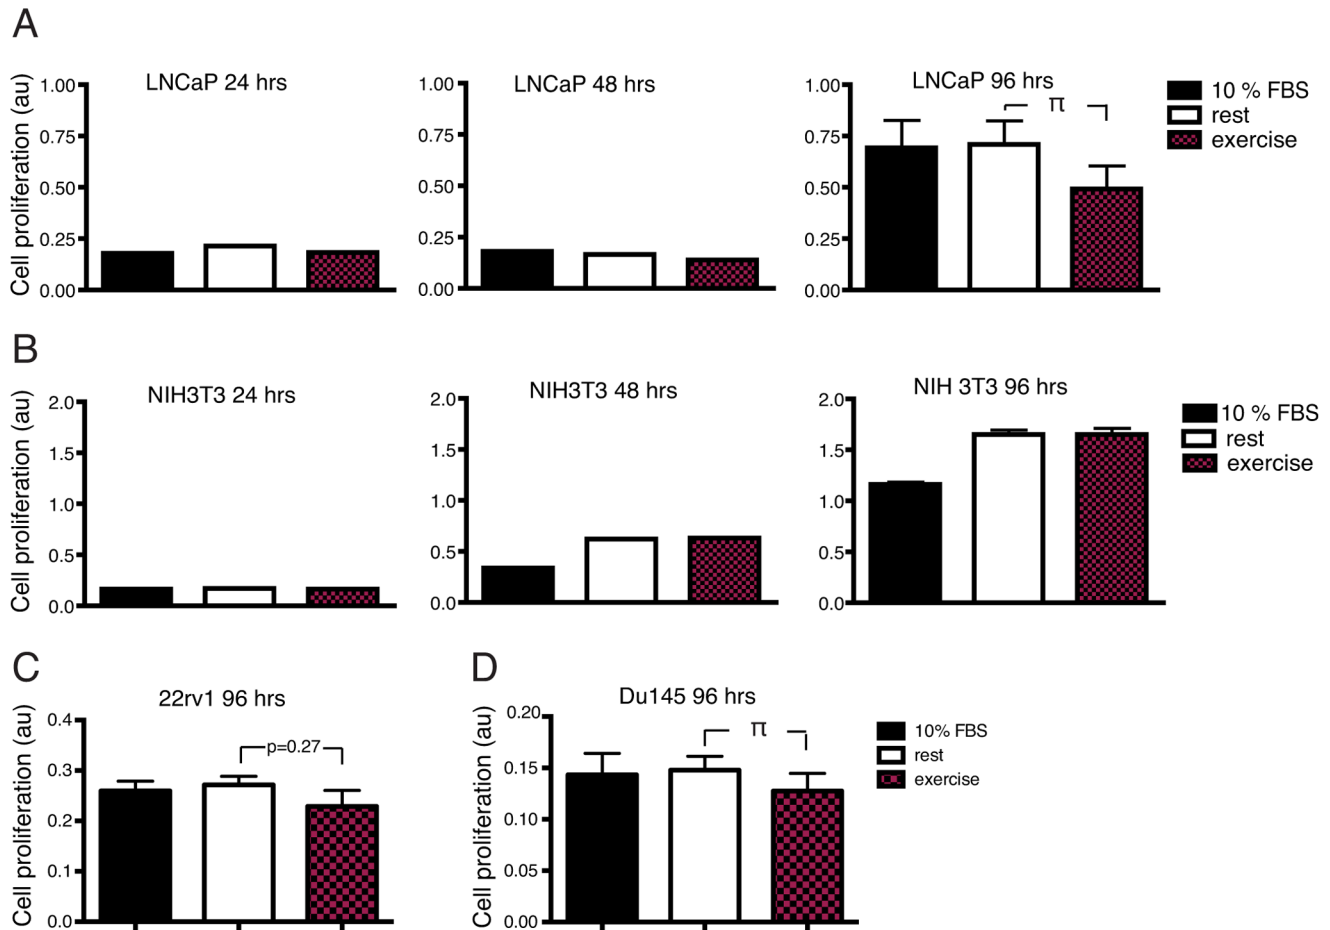 A
LNCaP 24 hrs
Cell proliferation (au)
1.00
0.75
0.50
0.25
0.00
LNCaP 48 hrs
1.00
0.75
0.50
0.25
0.00
LNCaP 96 hrs
π
1.00
0.75
0.50
0.25
0.00
10 % FBS
rest
exercise
B
NIH3T3 24 hrs
Cell proliferation (au)
2.0
1.5
1.0
0.5
0.0
NIH3T3 48 hrs
2.0
1.5
1.0
0.5
0.0
NIH 3T3 96 hrs
2.0
1.5
1.0
0.5
0.0
10 % FBS
rest
exercise
C
22rv1 96 hrs
Cell proliferation (au)
p=0.27
0.4
0.3
0.2
0.1
0.0
D
Du145 96 hrs
Cell proliferation (au)
π
0.20
0.15
0.10
0.05
0.00
10% FBS
rest
exercise